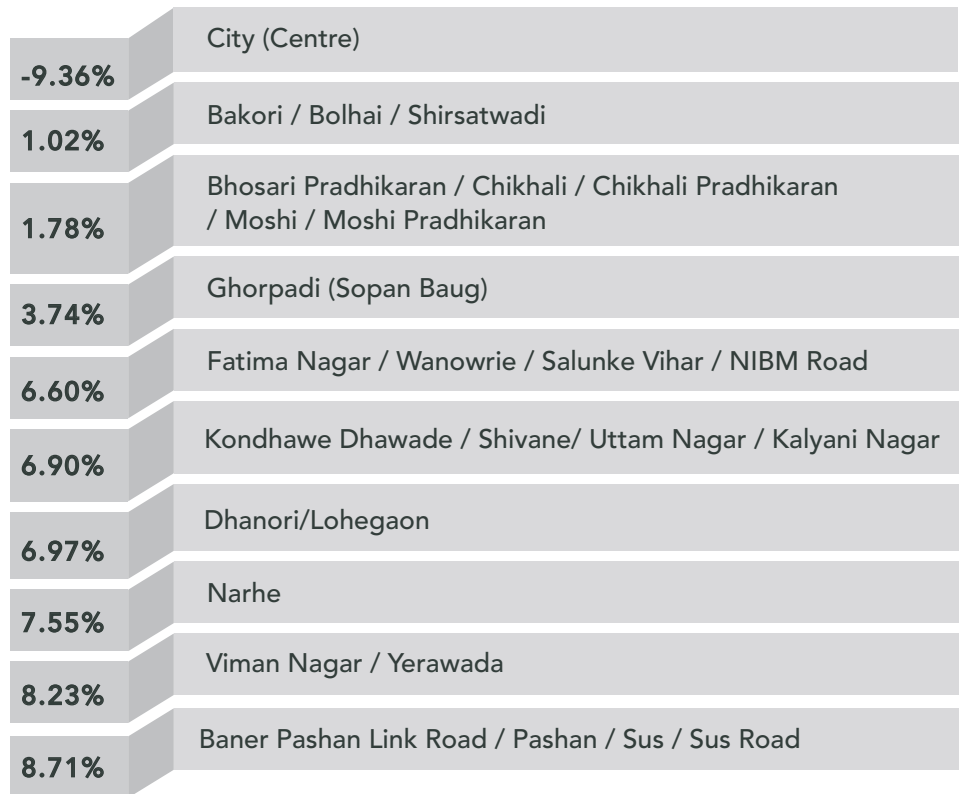 City (Centre)
-9.36%
Bakori / Bolhai / Shirsatwadi
1.02%
Bhosari Pradhikaran / Chikhali / Chikhali Pradhikaran
/ Moshi / Moshi Pradhikaran
1.78%
Ghorpadi (Sopan Baug)
3.74%
Fatima Nagar / Wanowrie / Salunke Vihar / NIBM Road
6.60%
Kondhawe Dhawade / Shivane/ Uttam Nagar / Kalyani Nagar
6.90%
Dhanori/Lohegaon
6.97%
Narhe
7.55%
Viman Nagar / Yerawada
8.23%
Baner Pashan Link Road / Pashan / Sus / Sus Road
8.71%